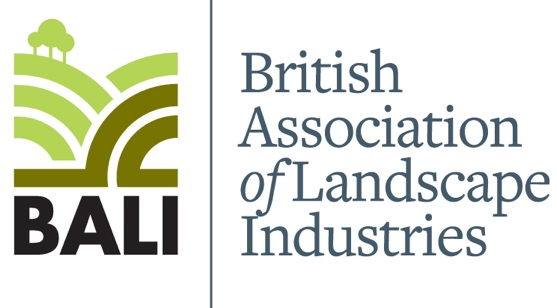 BALI
British
Association
of Landscape
Industries